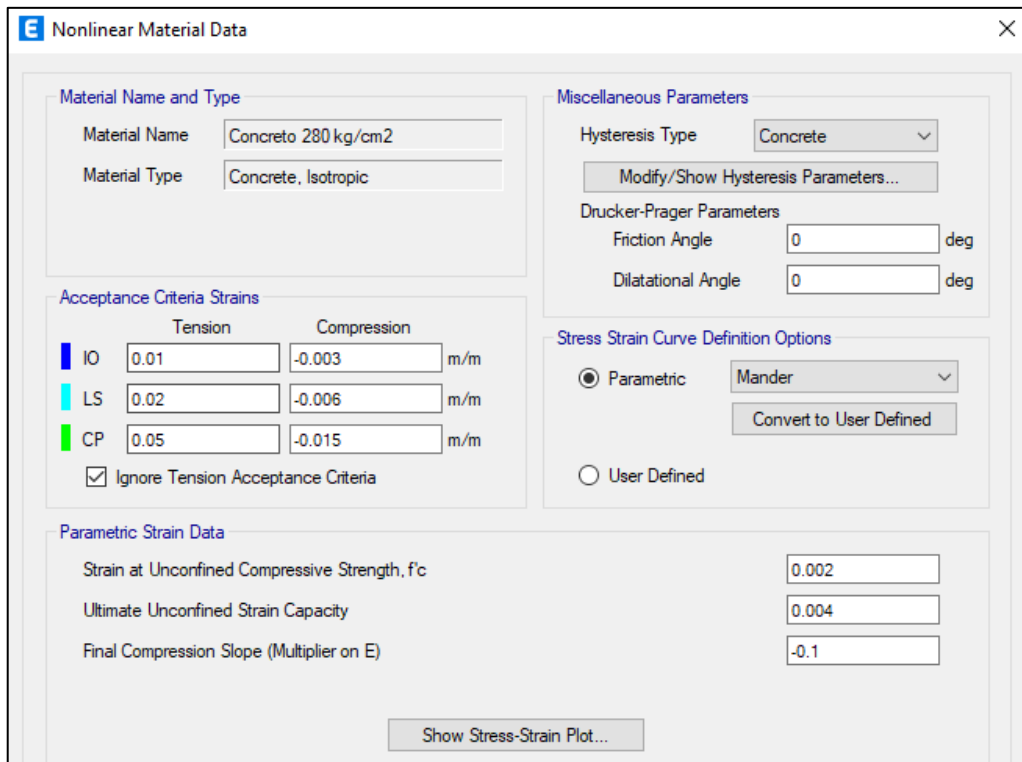 E Nonlinear Material Data
Material Name and Type
Material Name Concreto 280 kg/cm2
Material Type Concrete, Isotropic
Miscellaneous Parameters
Hysteresis Type Concrete
Modify/Show Hysteresis Parameters...
Drucker-Prager Parameters
Friction Angle 0 deg
Dilatational Angle 0 deg
Acceptance Criteria Strains
Tension Compression
IO 0.01 -0.003 m/m
LS 0.02 -0.006 m/m
CP 0.05 -0.015 m/m
Ignore Tension Acceptance Criteria
Stress Strain Curve Definition Options
Parametric Mander
Convert to User Defined
User Defined
Parametric Strain Data
Strain at Unconfined Compressive Strength, f'c 0.002
Ultimate Unconfined Strain Capacity 0.004
Final Compression Slope (Multiplier on E) -0.1
Show Stress-Strain Plot...